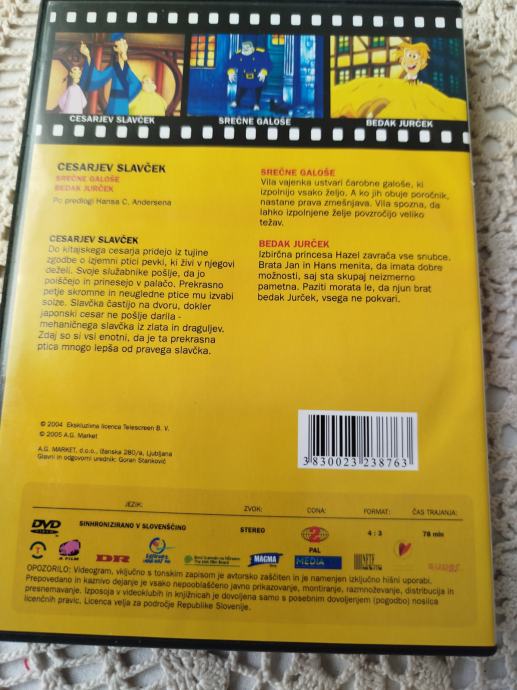 CESARJEV SLAVČEK
SREČNE GALOŠE
BEDAK JURČEK
CESARJEV SLAVČEK
SREČNE GALOŠE
BEDAK JURČEK
Po predlogi Hansa C. Andersena
CESARJEV SLAVČEK
Do kitajskega cesarja pridejo iz tujine
zgodbe o izjemni ptici pevki, ki živi v njegovi
deželi. Svoje služabnike pošlje, da jo
poiščejo in prinesejo v palačo. Prekrasno
petje skromne in neugledne ptice mu izvabi
solze. Slavčka častijo na dvoru, dokler
japonski cesar ne pošlje darila -
mehaničnega slavčka iz zlata in draguljev.
Zdaj so si vsi enotni, da je ta prekrasna
ptica mnogo lepša od pravega slavčka.
SREČNE GALOŠE
Vila vajenka ustvari čarobne galoše, ki
izpolnijo vsako željo. A ko jih obuje poročnik,
nastane prava zmešnjava. Vila spozna, da
lahko izpolnjene želje povzročijo veliko
težav.
BEDAK JURČEK
Izbirčna princesa Hazel zavrača vse snubce.
Brata Jan in Hans menita, da imata dobre
možnosti, saj sta skupaj neizmerno
pametna. Paziti morata le, da njun brat
bedak Jurček, vsega ne pokvari.
© 2004 Ekskluzivna licenca Telescreen B. V.
© 2005 A.G. Market
A.G. MARKET, d.o.o., Ižanska 280/a, Ljubljana
Glavni in odgovorni urednik: Goran Stanković
3830023238763
JEZIK: ZVOK: CONA: FORMAT: ČAS TRAJANJA:
DVD SINHRONIZIRANO V SLOVENŠČINO STEREO 2 4 : 3 78 min
PAL
A FILM DR MAGMA MEDIA
OPOZORILO: Videogram, vključno s tonskim zapisom je avtorsko zaščiten in je namenjen izključno hišni uporabi.
Prepovedano in kaznivo dejanje je vsako nepooblaščeno javno prikazovanje, montiranje, razmnoževanje, distribucija in
presnemavanje. Izposoja v videoklubih in knjižnicah je dovoljena samo s posebnim dovoljenjem (pogodbo) nosilca
licenčnih pravic. Licenca velja za področje Republike Slovenije.